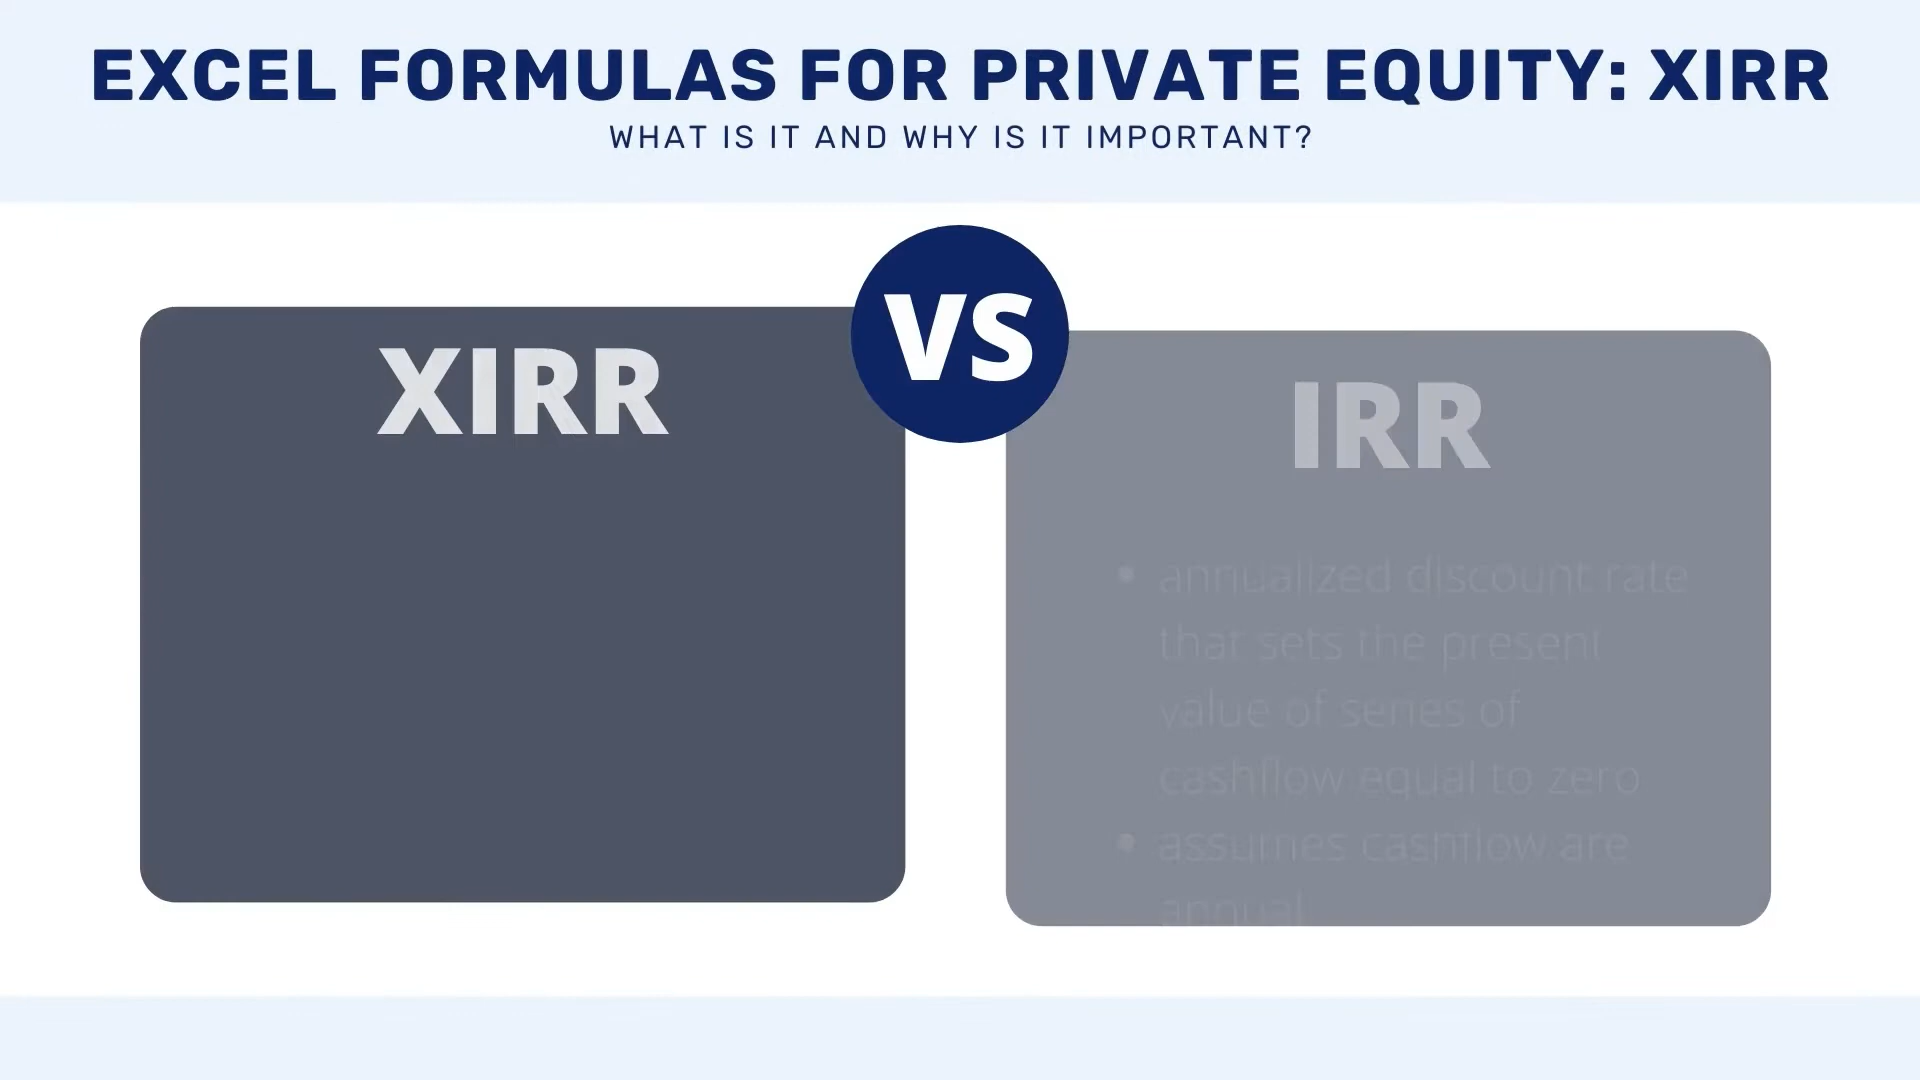 EXCEL FORMULAS FOR PRIVATE EQUITY: XIRR
WHAT IS IT AND WHY IS IT IMPORTANT?
VS
XIRR
IRR
• annualized discount rate
that sets the present
value of series of
cashflow equal to zero
• assumes cashflow are
annual